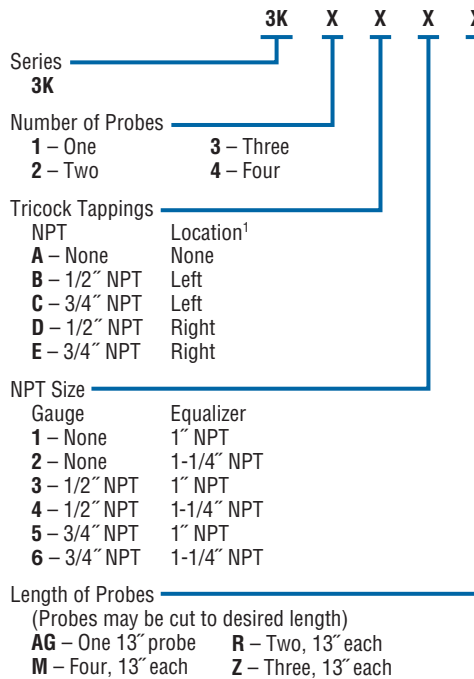 3K X X X X
Series
3K
Number of Probes
1 – One 3 – Three
2 – Two 4 – Four
Tricock Tappings
NPT Location¹
A – None None
B – 1/2˝ NPT Left
C – 3/4˝ NPT Left
D – 1/2˝ NPT Right
E – 3/4˝ NPT Right
NPT Size
Gauge Equalizer
1 – None 1˝ NPT
2 – None 1-1/4˝ NPT
3 – 1/2˝ NPT 1˝ NPT
4 – 1/2˝ NPT 1-1/4˝ NPT
5 – 3/4˝ NPT 1˝ NPT
6 – 3/4˝ NPT 1-1/4˝ NPT
Length of Probes
(Probes may be cut to desired length)
AG – One 13˝ probe R – Two, 13˝ each
M – Four, 13˝ each Z – Three, 13˝ each